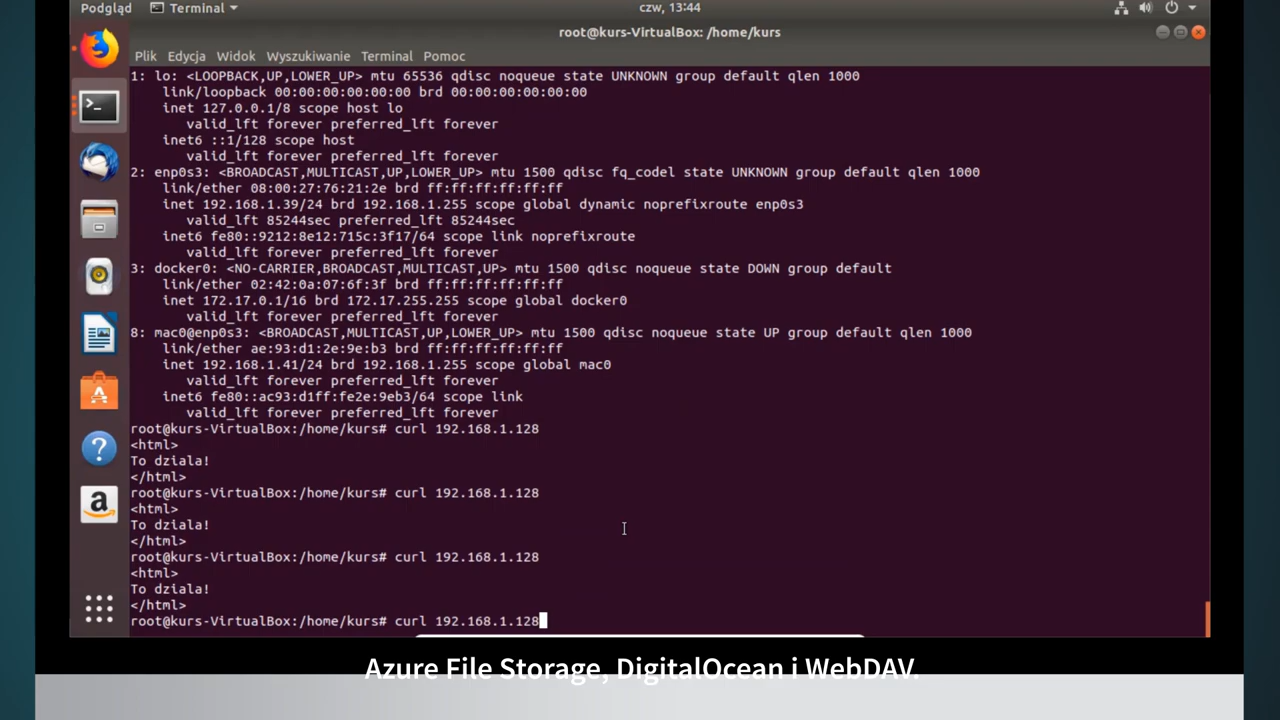 Podgląd
Terminal
czw, 13:44
root@kurs-VirtualBox: /home/kurs
Plik Edycja Widok Wyszukiwanie Terminal Pomoc
1: lo: <LOOPBACK,UP,LOWER_UP> mtu 65536 qdisc noqueue state UNKNOWN group default qlen 1000
link/loopback 00:00:00:00:00:00 brd 00:00:00:00:00:00
inet 127.0.0.1/8 scope host lo
valid_lft forever preferred_lft forever
inet6 ::1/128 scope host
valid_lft forever preferred_lft forever
2: enp0s3: <BROADCAST,MULTICAST,UP,LOWER_UP> mtu 1500 qdisc fq_codel state UNKNOWN group default qlen 1000
link/ether 08:00:27:76:21:2e brd ff:ff:ff:ff:ff:ff
inet 192.168.1.39/24 brd 192.168.1.255 scope global dynamic noprefixroute enp0s3
valid_lft 85244sec preferred_lft 85244sec
inet6 fe80::9212:8e12:715c:3f17/64 scope link noprefixroute
valid_lft forever preferred_lft forever
3: docker0: <NO-CARRIER,BROADCAST,MULTICAST,UP> mtu 1500 qdisc noqueue state DOWN group default
link/ether 02:42:0a:07:6f:3f brd ff:ff:ff:ff:ff:ff
inet 172.17.0.1/16 brd 172.17.255.255 scope global docker0
valid_lft forever preferred_lft forever
8: mac0@enp0s3: <BROADCAST,MULTICAST,UP,LOWER_UP> mtu 1500 qdisc noqueue state UP group default qlen 1000
link/ether ae:93:d1:2e:9e:b3 brd ff:ff:ff:ff:ff:ff
inet 192.168.1.41/24 brd 192.168.1.255 scope global mac0
valid_lft forever preferred_lft forever
inet6 fe80::ac93:d1ff:fe2e:9eb3/64 scope link
valid_lft forever preferred_lft forever
root@kurs-VirtualBox:/home/kurs# curl 192.168.1.128
<html>
To dziala!
</html>
root@kurs-VirtualBox:/home/kurs# curl 192.168.1.128
<html>
To dziala!
</html>
root@kurs-VirtualBox:/home/kurs# curl 192.168.1.128
<html>
To dziala!
</html>
root@kurs-VirtualBox:/home/kurs# curl 192.168.1.128
Azure File Storage, DigitalOcean i WebDAV.